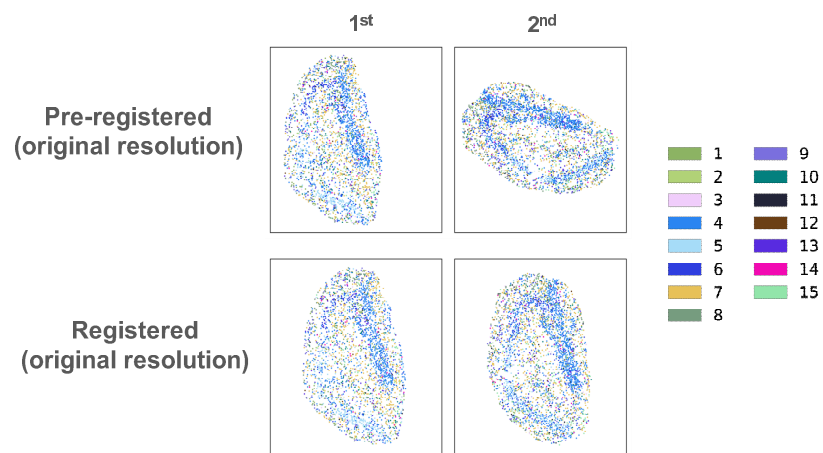 1st 2nd
Pre-registered
(original resolution)
Registered
(original resolution)
1 9
2 10
3 11
4 12
5 13
6 14
7 15
8